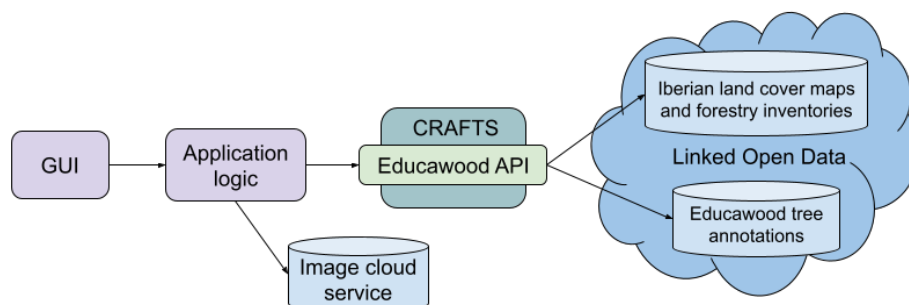 GUI
Application
logic
CRAFTS
Educawood API
Iberian land cover maps
and forestry inventories
Linked Open Data
Educawood tree
annotations
Image cloud
service